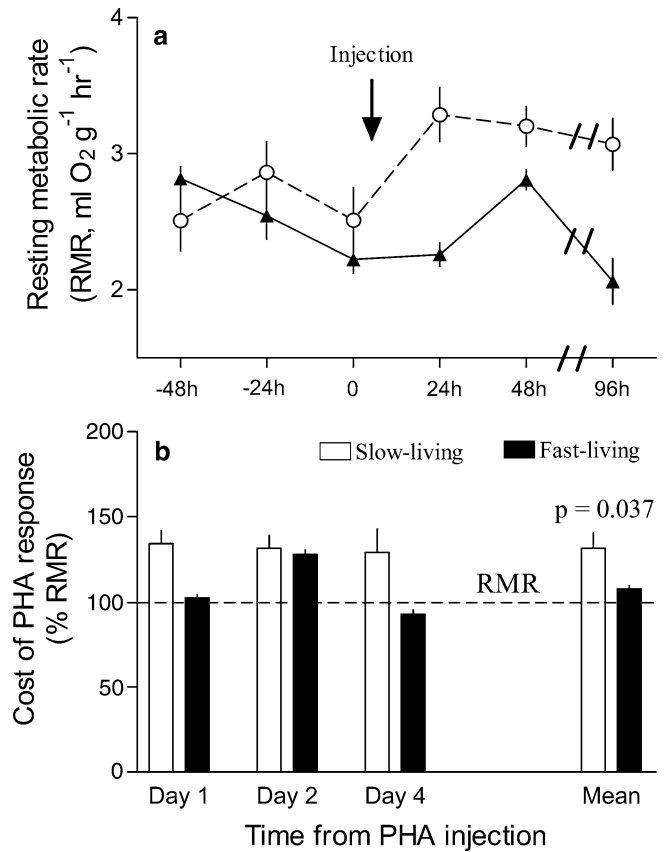 a
Injection
Resting metabolic rate
(RMR, ml O₂ g⁻¹ hr⁻¹)
4
3
2
-48h -24h 0 24h 48h 96h
b
Slow-living Fast-living
p = 0.037
RMR
Cost of PHA response
(% RMR)
200
150
100
50
0
Day 1 Day 2 Day 4 Mean
Time from PHA injection